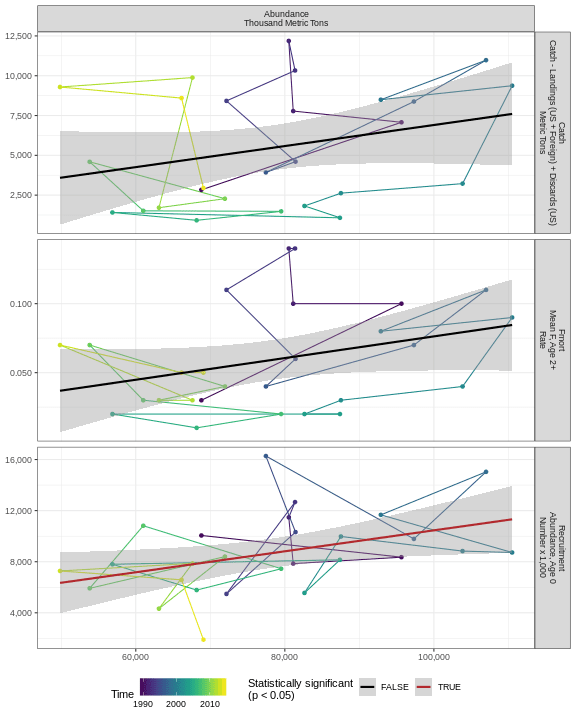 Abundance
Thousand Metric Tons
12,500
10,000
7,500
5,000
2,500
Catch
Catch - Landings (US + Foreign) + Discards (US)
Metric Tons
0.100
0.050
Fmort
Mean F, Age 2+
Rate
16,000
12,000
8,000
4,000
Recruitment
Abundance, Age 0
Number x 1,000
60,000
80,000
100,000
Time
1990 2000 2010
Statistically significant
(p < 0.05)
FALSE
TRUE